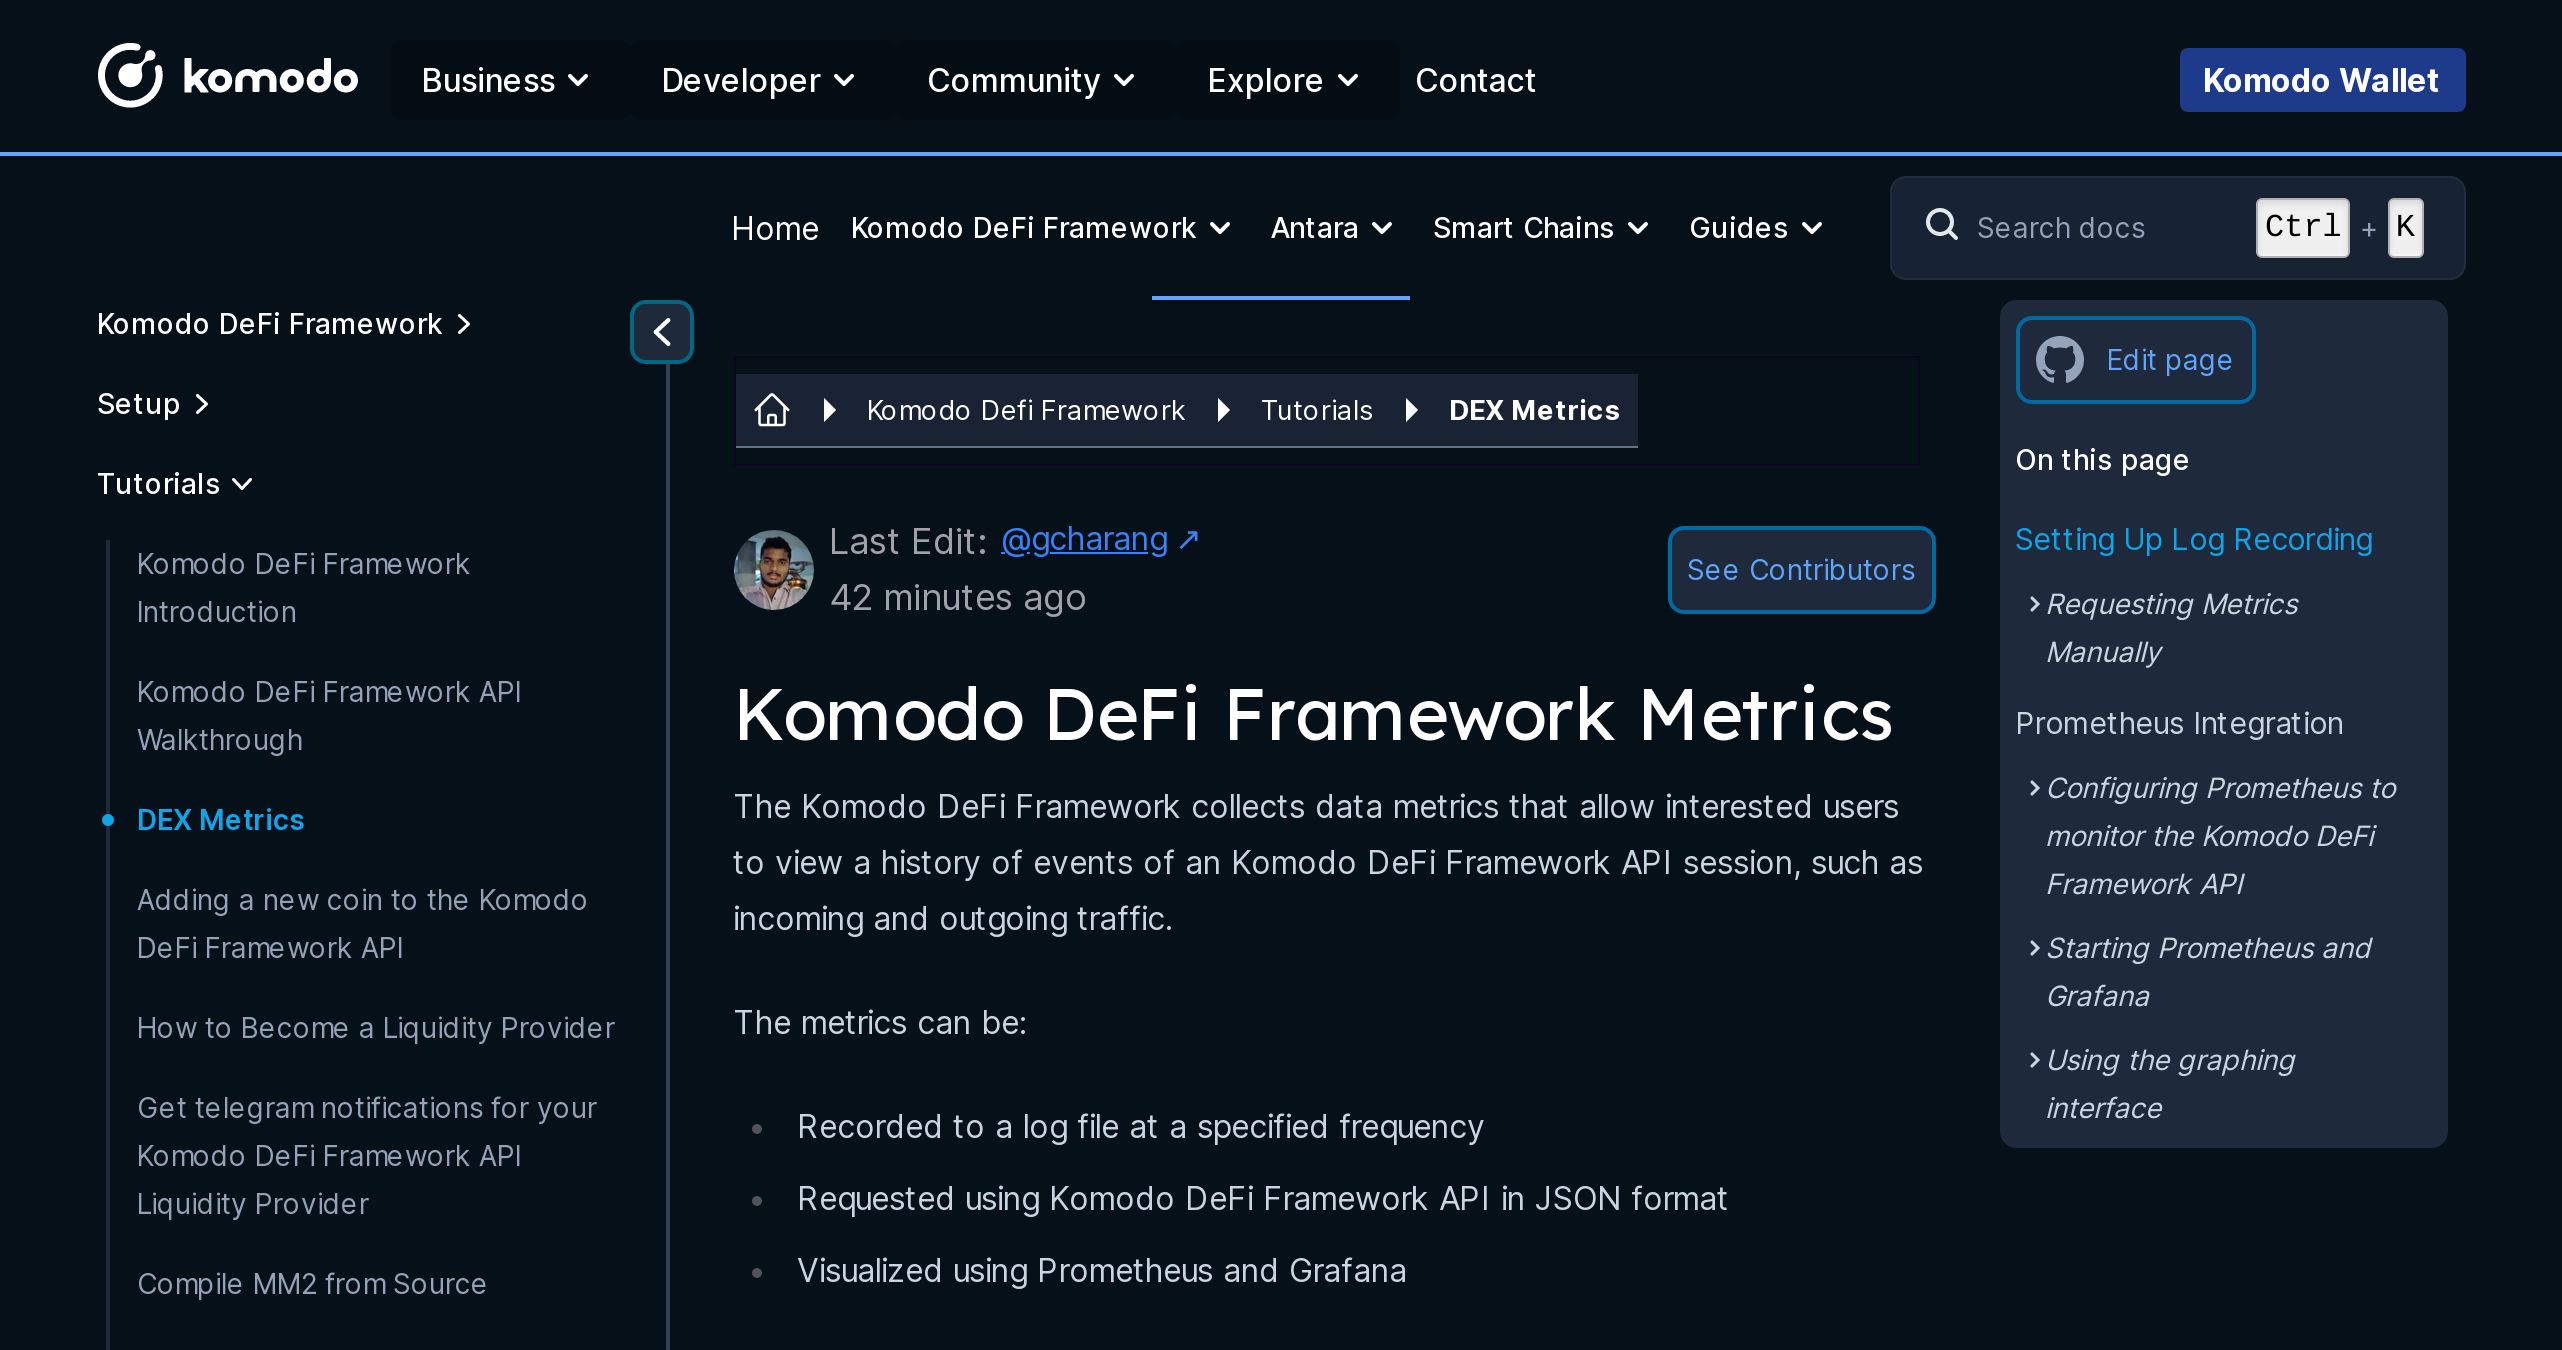 komodo
Business
Developer
Community
Explore
Contact
Komodo Wallet
Home
Komodo DeFi Framework
Antara
Smart Chains
Guides
Search docs
Ctrl + K
Komodo DeFi Framework
Setup
Tutorials
Komodo DeFi Framework
Introduction
Komodo DeFi Framework API
Walkthrough
DEX Metrics
Adding a new coin to the Komodo
DeFi Framework API
How to Become a Liquidity Provider
Get telegram notifications for your
Komodo DeFi Framework API
Liquidity Provider
Compile MM2 from Source
Komodo Defi Framework
Tutorials
DEX Metrics
Last Edit: @gcharang ↗
42 minutes ago
See Contributors
Komodo DeFi Framework Metrics
The Komodo DeFi Framework collects data metrics that allow interested users
to view a history of events of an Komodo DeFi Framework API session, such as
incoming and outgoing traffic.
The metrics can be:
Recorded to a log file at a specified frequency
Requested using Komodo DeFi Framework API in JSON format
Visualized using Prometheus and Grafana
Edit page
On this page
Setting Up Log Recording
Requesting Metrics
Manually
Prometheus Integration
Configuring Prometheus to
monitor the Komodo DeFi
Framework API
Starting Prometheus and
Grafana
Using the graphing
interface